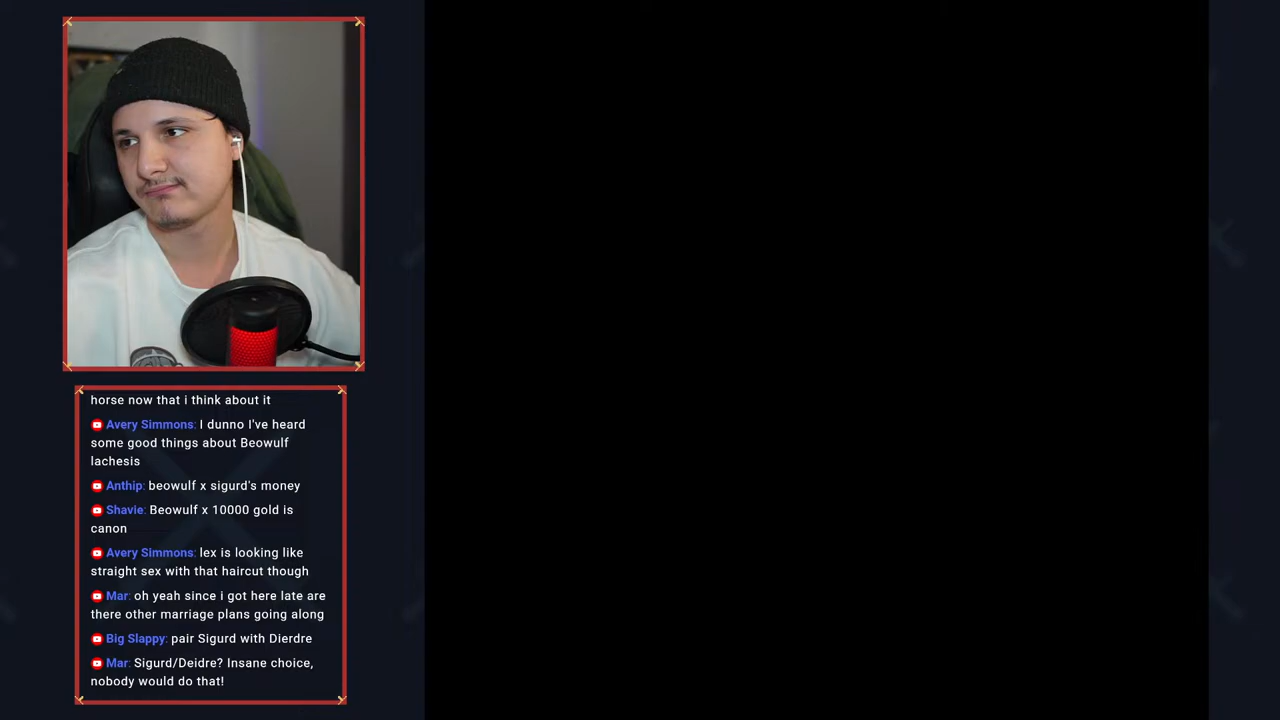 horse now that i think about it
Avery Simmons: I dunno I've heard
some good things about Beowulf
lachesis
Anthip: beowulf x sigurd's money
Shavie: Beowulf x 10000 gold is
canon
Avery Simmons: lex is looking like
straight sex with that haircut though
Mar: oh yeah since i got here late are
there other marriage plans going along
Big Slappy: pair Sigurd with Dierdre
Mar: Sigurd/Deidre? Insane choice,
nobody would do that!